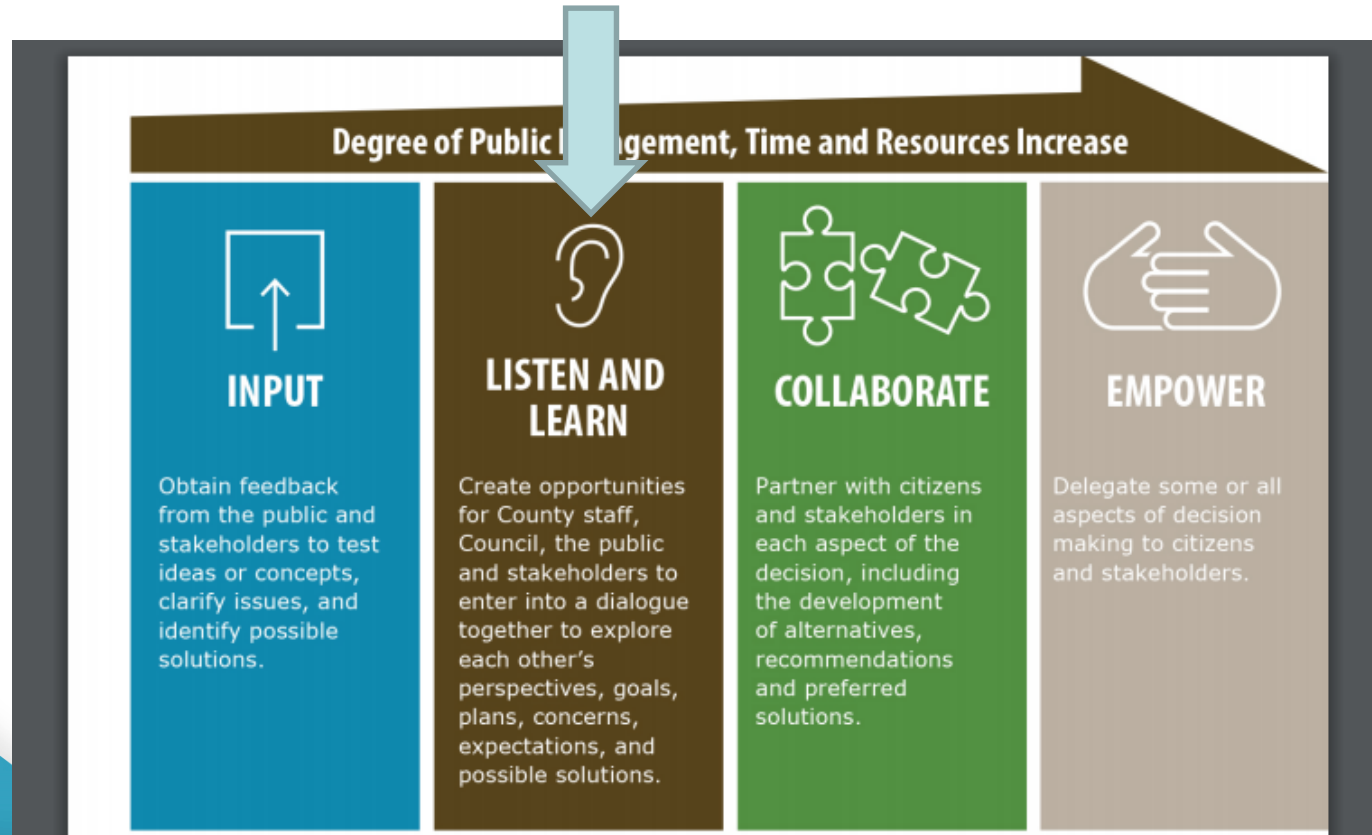 Degree of Public gement, Time and Resources Increase
INPUT
Obtain feedback
from the public and
stakeholders to test
ideas or concepts,
clarify issues, and
identify possible
solutions.
LISTEN AND
LEARN
Create opportunities
for County staff,
Council, the public
and stakeholders to
enter into a dialogue
together to explore
each other’s
perspectives, goals,
plans, concerns,
expectations, and
possible solutions.
COLLABORATE
Partner with citizens
and stakeholders in
each aspect of the
decision, including
the development
of alternatives,
recommendations
and preferred
solutions.
EMPOWER
Delegate some or all
aspects of decision
making to citizens
and stakeholders.